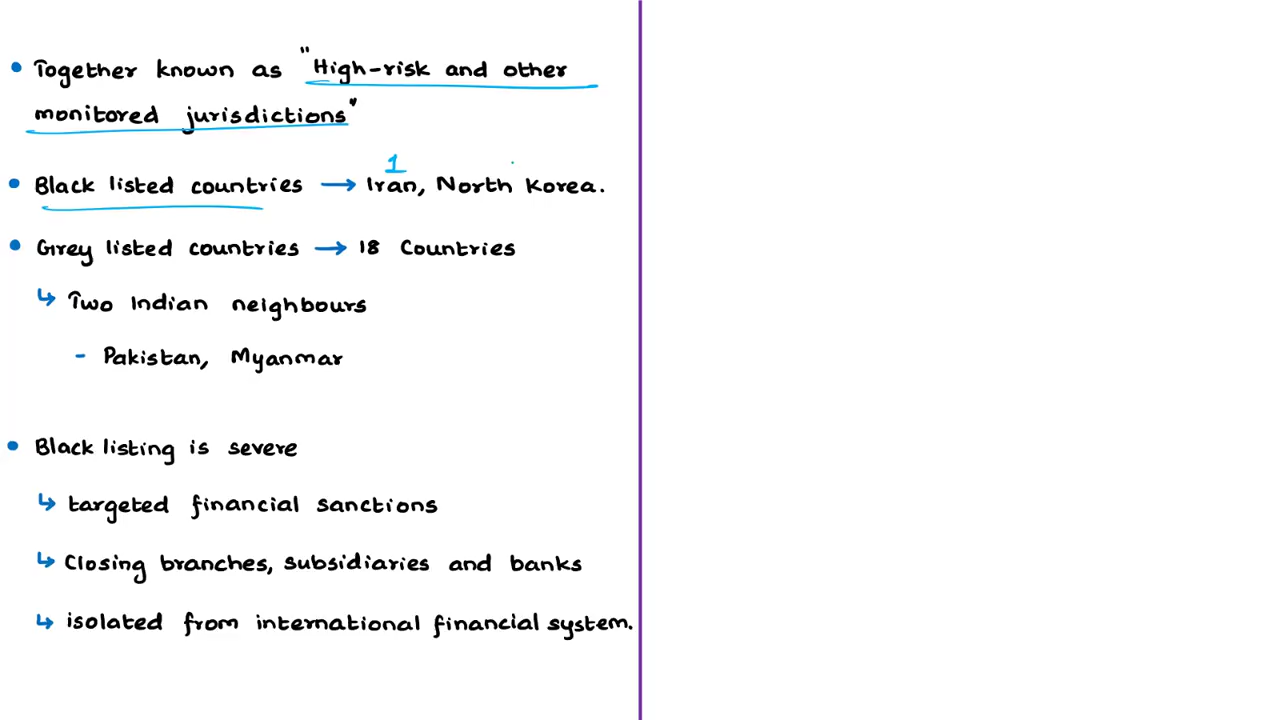 • Together known as "High-risk and other
monitored jurisdictions"
1
• Black listed countries → Iran, North Korea.
• Grey listed countries → 18 Countries
↳ Two Indian neighbours
- Pakistan, Myanmar
• Black listing is severe
↳ targeted financial sanctions
↳ Closing branches, subsidiaries and banks
↳ isolated from international financial system.